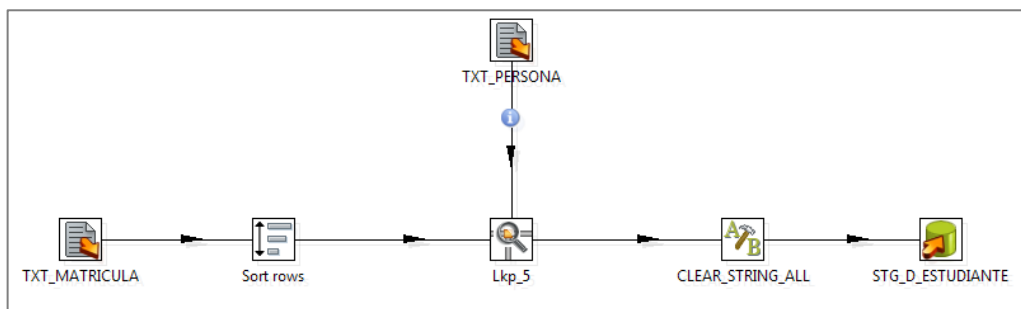 TXT_PERSONA
TXT_MATRICULA
Sort rows
Lkp_5
CLEAR_STRING_ALL
STG_D_ESTUDIANTE